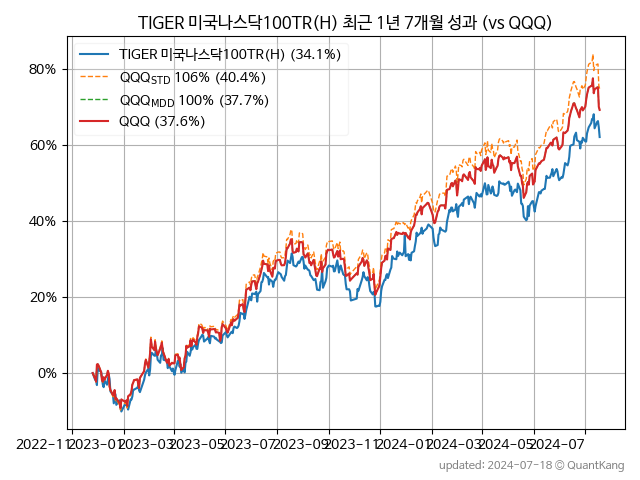 TIGER 미국나스닥100TR(H) 최근 1년 7개월 성과 (vs QQQ)
TIGER 미국나스닥100TR(H) (34.1%)
QQQSTD 106% (40.4%)
QQQMDD 100% (37.7%)
QQQ (37.6%)
80%
60%
40%
20%
0%
2022-11 2023-01 2023-03 2023-05 2023-07 2023-09 2023-11 2024-01 2024-03 2024-05 2024-07
updated: 2024-07-18 © QuantKang